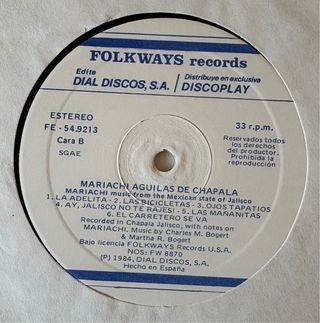 FOLKWAYS records
Edita
DIAL DISCOS, S.A.
Distribuye en exclusiva
DISCOPLAY
ESTEREO
FE - 54.9213
Cara B
SGAE
33 r.p.m.
Reservados todos
los derechos
del productor.
Prohibida la
reproducción
MARIACHI AGUILAS DE CHAPALA
MARIACHI music from the Méxican state of Jalisco
1. LA ADELITA - 2. LAS BICICLETAS - 3. OJOS TAPATIOS
4. AY, JALISCO NO TE RAJES! - 5. LAS MAÑANITAS
6. EL CARRETERO SE VA
Recorded in Chapala Jalisco, with notes on
MARIACHI. Music by Charles M. Bogert
& Martha R. Bogert
Bajo licencia FOLKWAYS Records U.S.A.
NOS: FW 8870
(P) 1984, DIAL DISCOS, S.A.
Hecho en España